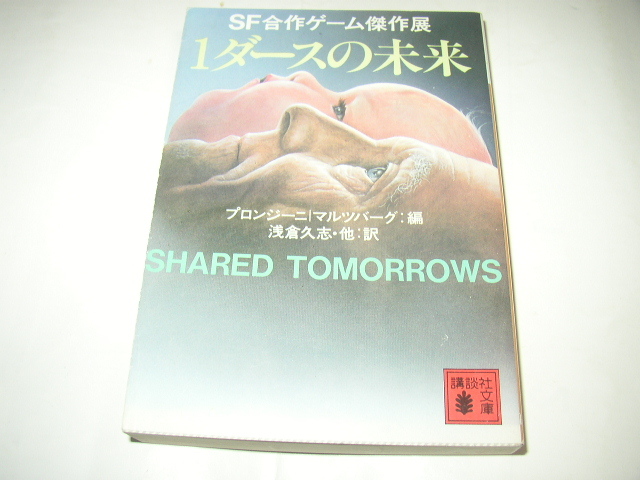 SF合作ゲーム傑作展
1ダースの未来
プロンジーニ|マルツバーグ:編
浅倉久志・他:訳
SHARED TOMORROWS
講談社
文庫